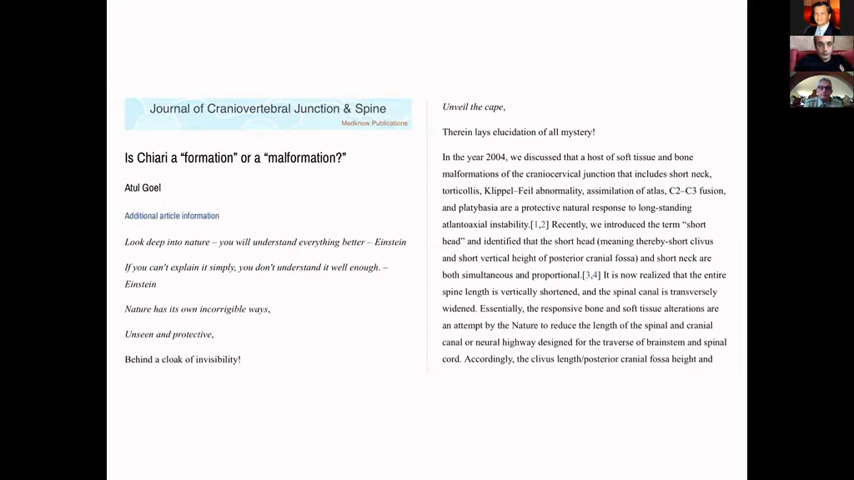 Journal of Craniovertebral Junction & Spine
Medknow Publications
Is Chiari a “formation” or a “malformation?”
Atul Goel
Additional article information
Look deep into nature – you will understand everything better – Einstein
If you can't explain it simply, you don't understand it well enough. –
Einstein
Nature has its own incorrigible ways,
Unseen and protective,
Behind a cloak of invisibility!
Unveil the cape,
Therein lays elucidation of all mystery!
In the year 2004, we discussed that a host of soft tissue and bone
malformations of the craniocervical junction that includes short neck,
torticollis, Klippel–Feil abnormality, assimilation of atlas, C2–C3 fusion,
and platybasia are a protective natural response to long-standing
atlantoaxial instability.[1,2] Recently, we introduced the term “short
head” and identified that the short head (meaning thereby-short clivus
and short vertical height of posterior cranial fossa) and short neck are
both simultaneous and proportional.[3,4] It is now realized that the entire
spine length is vertically shortened, and the spinal canal is transversely
widened. Essentially, the responsive bone and soft tissue alterations are
an attempt by the Nature to reduce the length of the spinal and cranial
canal or neural highway designed for the traverse of brainstem and spinal
cord. Accordingly, the clivus length/posterior cranial fossa height and